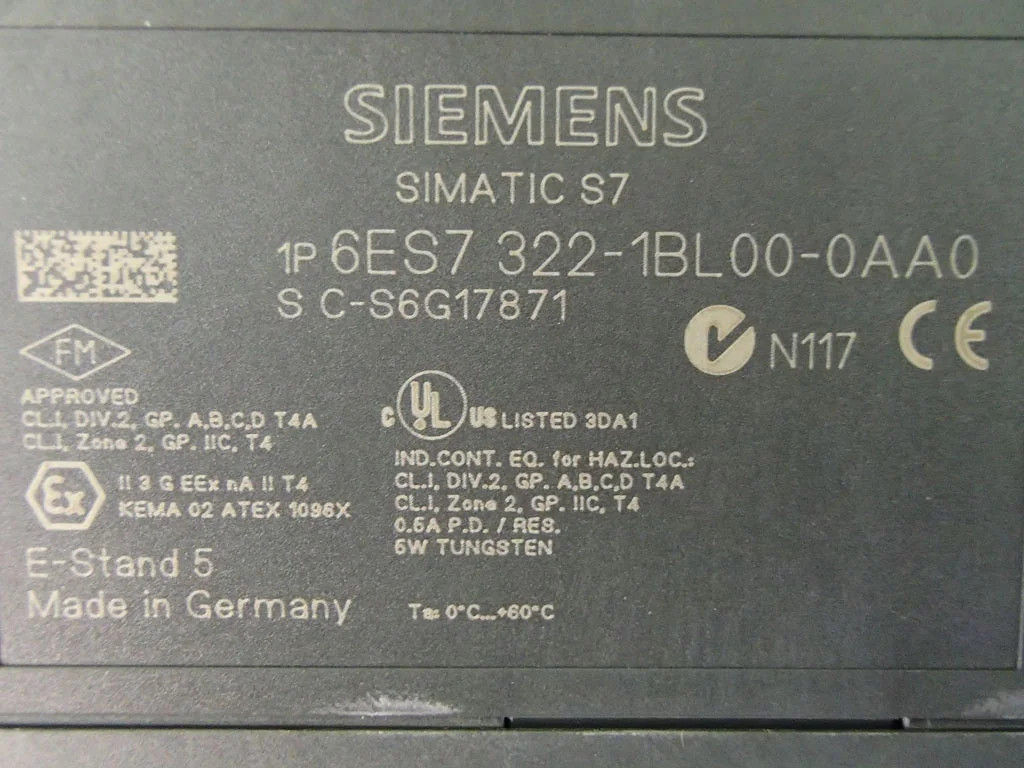 SIEMENS
SIMATIC S7
1P 6ES7 322-1BL00-0AA0
S C-S6G17871
N117 CE
FM
APPROVED
CL.I, DIV.2, GP. A,B,C,D T4A
CL.I, Zone 2, GP. IIC, T4
Ex
II 3 G EEx nA II T4
KEMA 02 ATEX 1096X
E-Stand 5
Made in Germany
C UL US LISTED 3DA1
IND.CONT. EQ. for HAZ.LOC.:
CL.I, DIV.2, GP. A,B,C,D T4A
CL.I, Zone 2, GP. IIC, T4
0.5A P.D. / RES.
5W TUNGSTEN
Ta: 0°C...+60°C